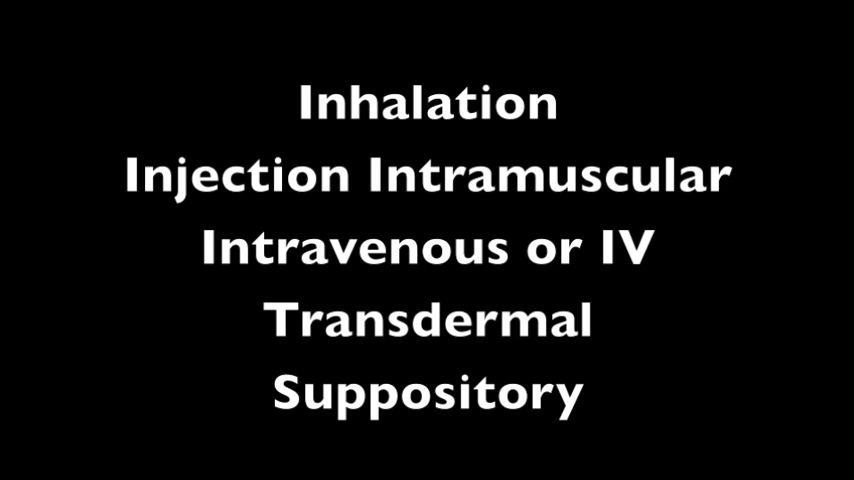 Inhalation
Injection Intramuscular
Intravenous or IV
Transdermal
Suppository